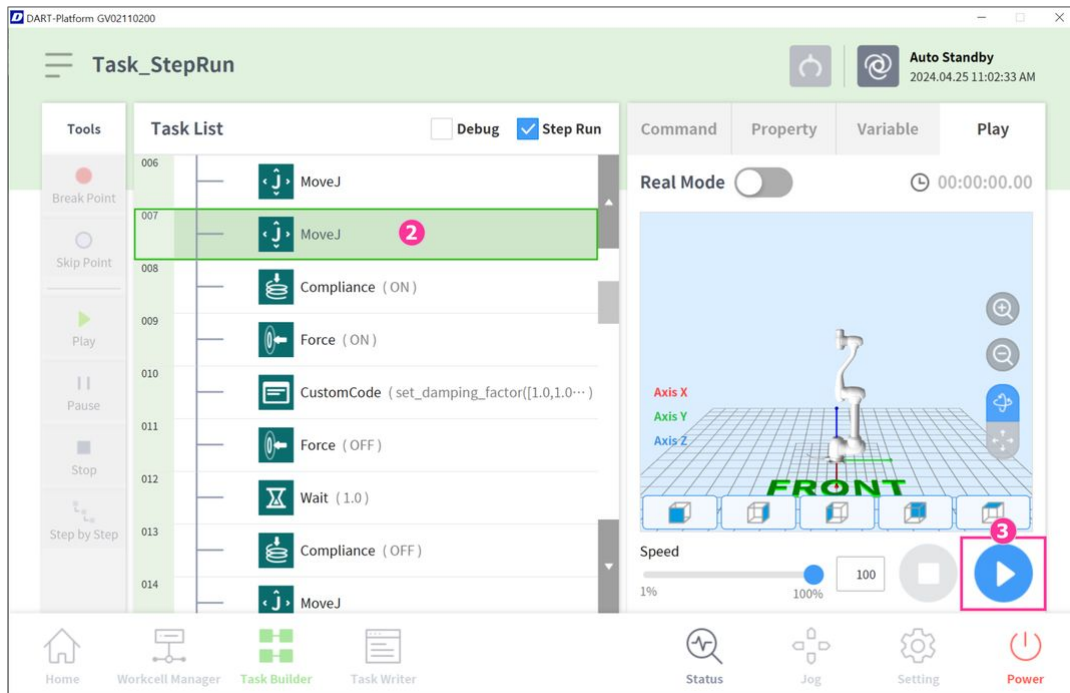 DART-Platform GV02110200
Task_StepRun
Auto Standby
2024.04.25 11:02:33 AM
Tools
Task List
Debug
Step Run
Command
Property
Variable
Play
Break Point
Skip Point
Play
Pause
Stop
Step by Step
006
MoveJ
007
MoveJ
2
008
Compliance (ON)
009
Force (ON)
010
CustomCode (set_damping_factor([1.0,1.0⋯)
011
Force (OFF)
012
Wait (1.0)
013
Compliance (OFF)
014
MoveJ
Real Mode
00:00:00.00
Axis X
Axis Y
Axis Z
FRONT
Speed
1%
100%
100
3
Home
Workcell Manager
Task Builder
Task Writer
Status
Jog
Setting
Power